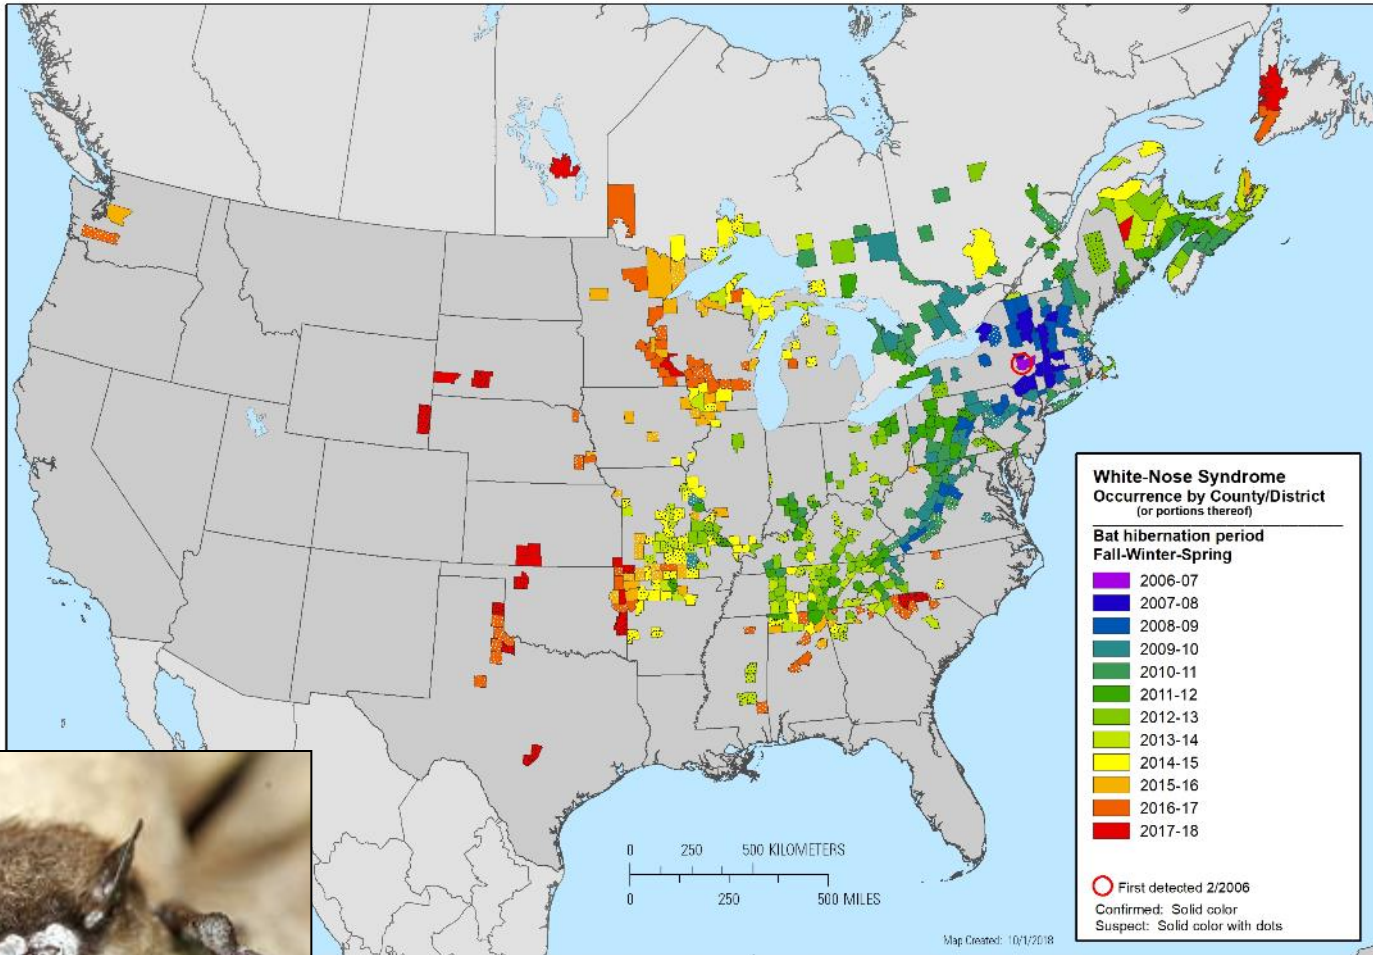 White-Nose Syndrome
Occurrence by County/District
(or portions thereof)
Bat hibernation period
Fall-Winter-Spring
2006-07
2007-08
2008-09
2009-10
2010-11
2011-12
2012-13
2013-14
2014-15
2015-16
2016-17
2017-18
First detected 2/2006
Confirmed: Solid color
Suspect: Solid color with dots
0 250 500 KILOMETERS
0 250 500 MILES
Map Created: 10/1/2018